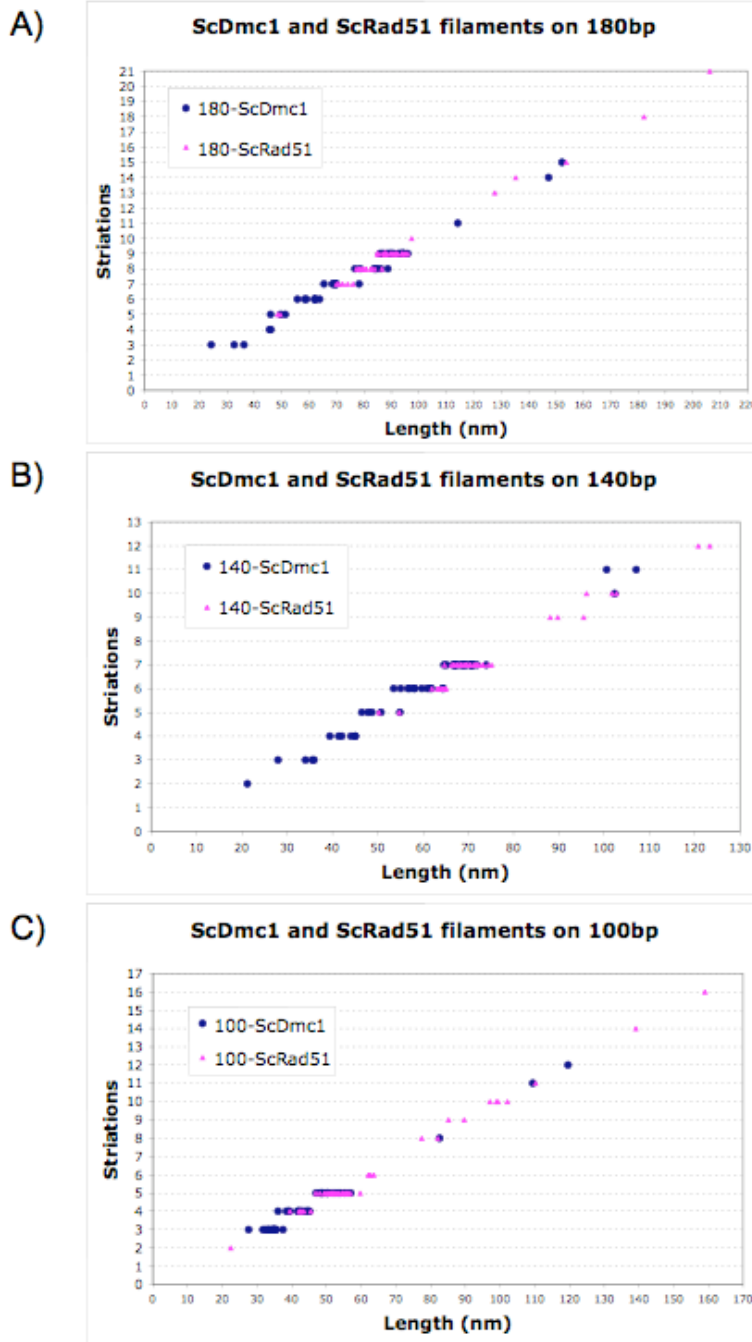 A)
ScDmc1 and ScRad51 filaments on 180bp
21
20
19
18
17
16
15
14
13
12
11
10
9
8
7
6
5
4
3
2
1
0
Striations
180-ScDmc1
180-ScRad51
0 10 20 30 40 50 60 70 80 90 100 110 120 130 140 150 160 170 180 190 200 210 220
Length (nm)
B)
ScDmc1 and ScRad51 filaments on 140bp
13
12
11
10
9
8
7
6
5
4
3
2
1
0
Striations
140-ScDmc1
140-ScRad51
0 10 20 30 40 50 60 70 80 90 100 110 120 130
Length (nm)
C)
ScDmc1 and ScRad51 filaments on 100bp
17
16
15
14
13
12
11
10
9
8
7
6
5
4
3
2
1
0
Striations
100-ScDmc1
100-ScRad51
0 10 20 30 40 50 60 70 80 90 100 110 120 130 140 150 160 170
Length (nm)